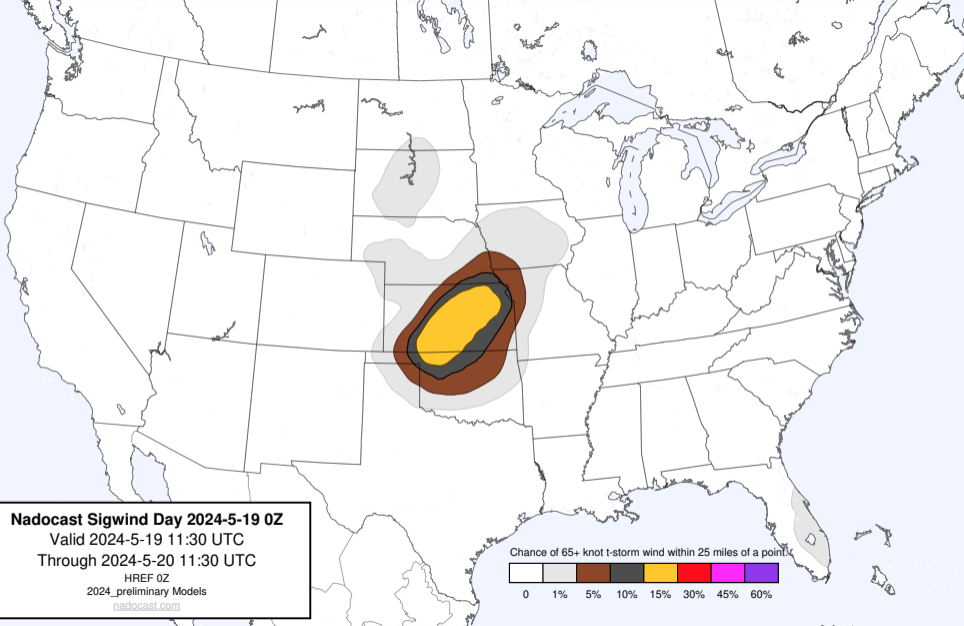 Nadocast Sigwind Day 2024-5-19 0Z
Valid 2024-5-19 11:30 UTC
Through 2024-5-20 11:30 UTC
HREF 0Z
2024_preliminary Models
nadocast.com
Chance of 65+ knot t-storm wind within 25 miles of a point.
0 1% 5% 10% 15% 30% 45% 60%